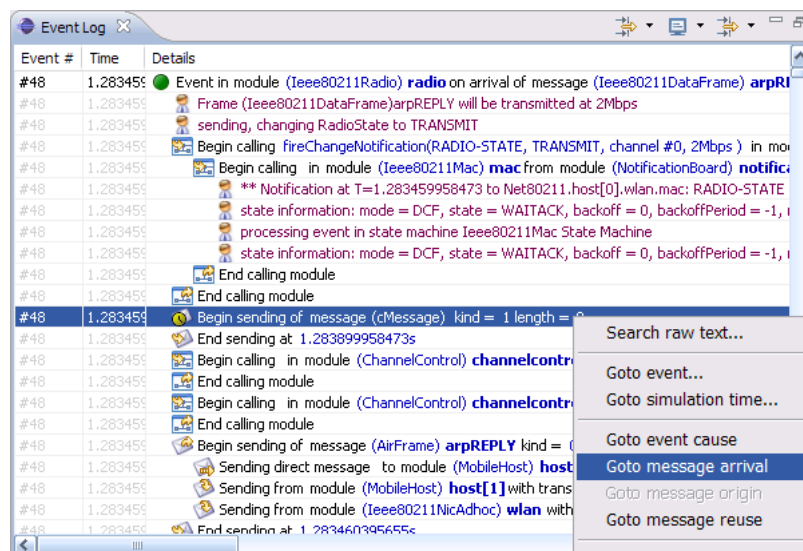 Event Log
Event # Time Details
#48 1.283459 Event in module (Ieee80211Radio) radio on arrival of message (Ieee80211DataFrame) arpRE
#48 1.283459 Frame (Ieee80211DataFrame)arpREPLY will be transmitted at 2Mbps
#48 1.283459 sending, changing RadioState to TRANSMIT
#48 1.283459 Begin calling fireChangeNotification(RADIO-STATE, TRANSMIT, channel #0, 2Mbps ) in mo
#48 1.283459 Begin calling in module (Ieee80211Mac) mac from module (NotificationBoard) notifica
#48 1.283459 ** Notification at T=1.283459958473 to Net80211.host[0].wlan.mac: RADIO-STATE
#48 1.283459 state information: mode = DCF, state = WAITACK, backoff = 0, backoffPeriod = -1,
#48 1.283459 processing event in state machine Ieee80211Mac State Machine
#48 1.283459 state information: mode = DCF, state = WAITACK, backoff = 0, backoffPeriod = -1,
#48 1.283459 End calling module
#48 1.283459 End calling module
#48 1.283459 Begin sending of message (cMessage) kind = 1 length =
#48 1.283459 End sending at 1.283899958473s
#48 1.283459 Begin calling in module (ChannelControl) channelcontr
#48 1.283459 End calling module
#48 1.283459 Begin calling in module (ChannelControl) channelcontr
#48 1.283459 End calling module
#48 1.283459 Begin sending of message (AirFrame) arpREPLY kind =
#48 1.283459 Sending direct message to module (MobileHost) host
#48 1.283459 Sending from module (MobileHost) host[1] with trans
#48 1.283459 Sending from module (Ieee80211NicAdhoc) wlan with
#48 1.283459 End sending at 1.283460395655s
Search raw text...
Goto event...
Goto simulation time...
Goto event cause
Goto message arrival
Goto message origin
Goto message reuse